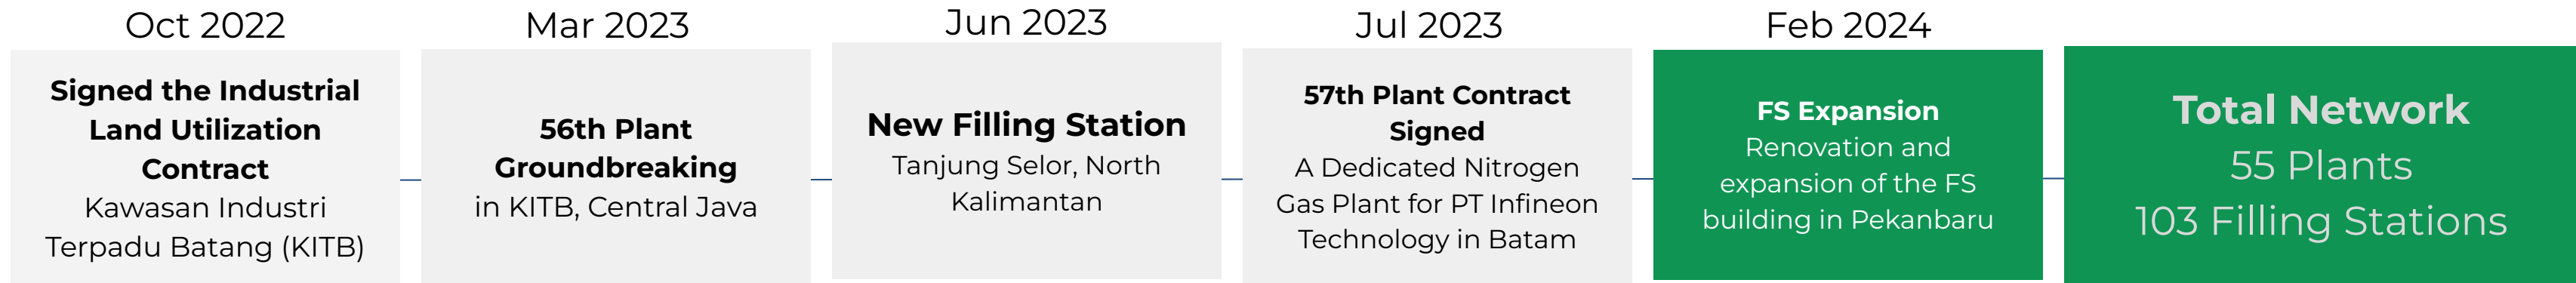 Oct 2022
Signed the Industrial
Land Utilization
Contract
Kawasan Industri
Terpadu Batang (KITB)
Mar 2023
56th Plant
Groundbreaking
in KITB, Central Java
Jun 2023
New Filling Station
Tanjung Selor, North
Kalimantan
Jul 2023
57th Plant Contract
Signed
A Dedicated Nitrogen
Gas Plant for PT Infineon
Technology in Batam
Feb 2024
FS Expansion
Renovation and
expansion of the FS
building in Pekanbaru
Total Network
55 Plants
103 Filling Stations